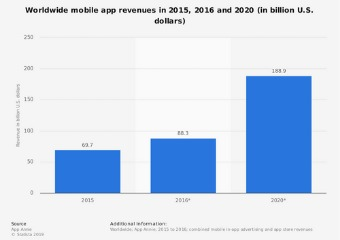 Worldwide mobile app revenues in 2015, 2016 and 2020 (in billion U.S.
dollars)
250
200
150
100
50
0
Revenue in billion U.S. dollars
69.7
88.3
188.9
2015
2016*
2020*
Source
App Annie
© Statista 2016
Additional Information:
Worldwide; App Annie; 2015 to 2016; combined mobile in app advertising and app store revenues